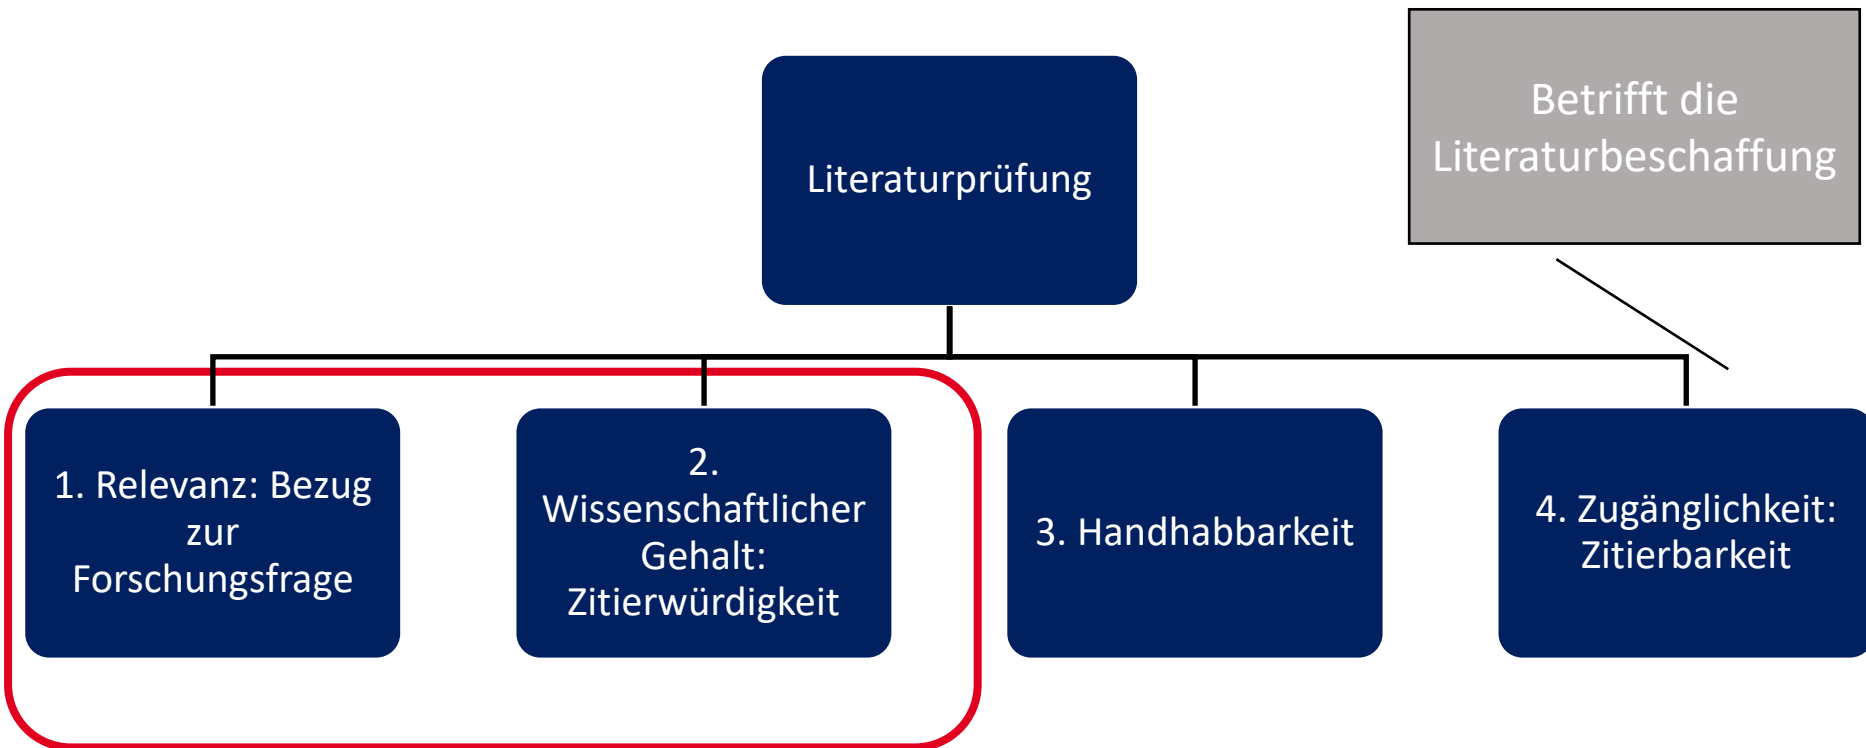 Betrifft die
Literaturbeschaffung
Literaturprüfung
1. Relevanz: Bezug
zur
Forschungsfrage
2.
Wissenschaftlicher
Gehalt:
Zitierwürdigkeit
3. Handhabbarkeit
4. Zugänglichkeit:
Zitierbarkeit